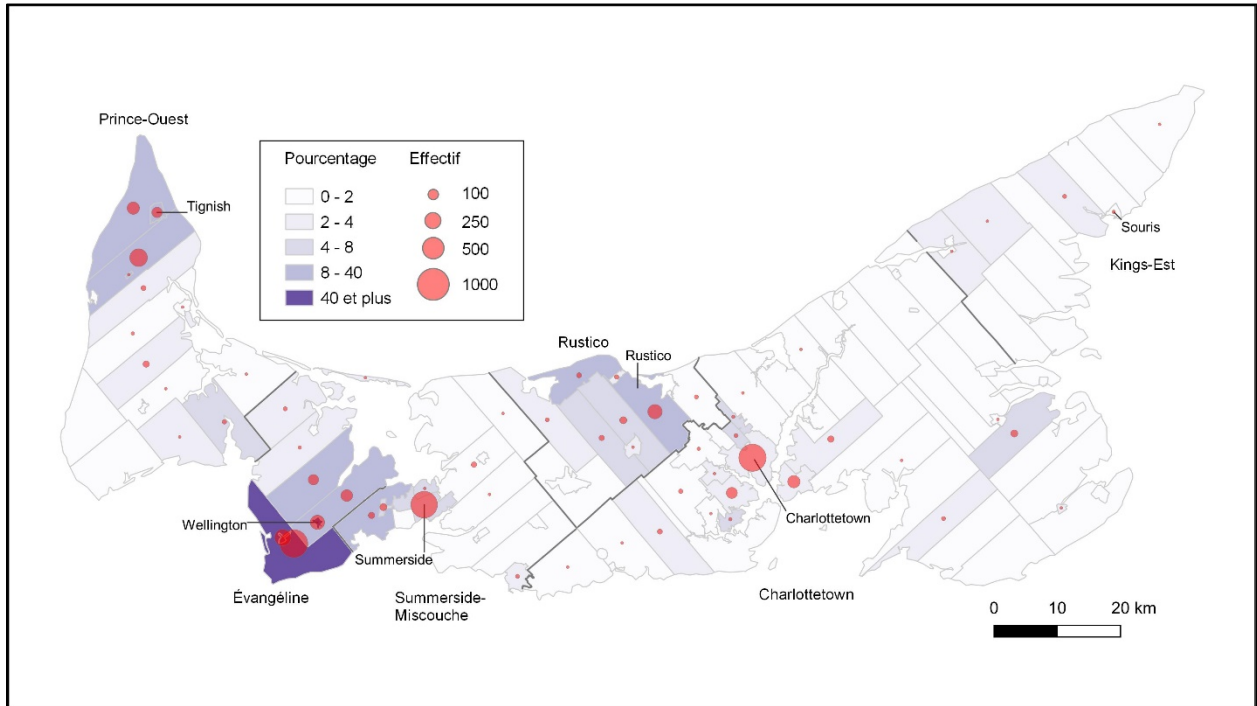 Prince-Ouest
Tignish
Pourcentage
Effectif
0 - 2
2 - 4
4 - 8
8 - 40
40 et plus
100
250
500
1000
Souris
Kings-Est
Rustico
Rustico
Wellington
Summerside
Charlottetown
Évangéline
Summerside-
Miscouche
Charlottetown
0 10 20 km